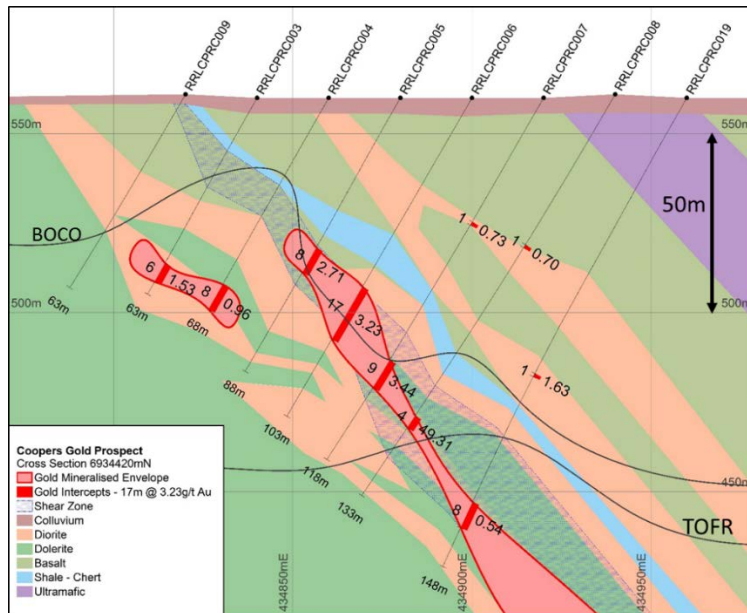 RRLCPRC009
RRLCPRC003
RRLCPRC004
RRLCPRC005
RRLCPRC006
RRLCPRC007
RRLCPRC008
RRLCPRC019
550m
550m
50m
BOCO
1 0.73
1 0.70
8 2.71
6 1.53
8 0.96
500m
500m
17 3.23
63m
63m
68m
9 3.44
1 1.63
88m
4 49.31
103m
118m
133m
8 0.54
148m
450m
TOFR
434850mE
434900mE
434950mE
Coopers Gold Prospect
Cross Section 6934420mN
Gold Mineralised Envelope
Gold Intercepts - 17m @ 3.23g/t Au
Shear Zone
Colluvium
Diorite
Dolerite
Basalt
Shale - Chert
Ultramafic